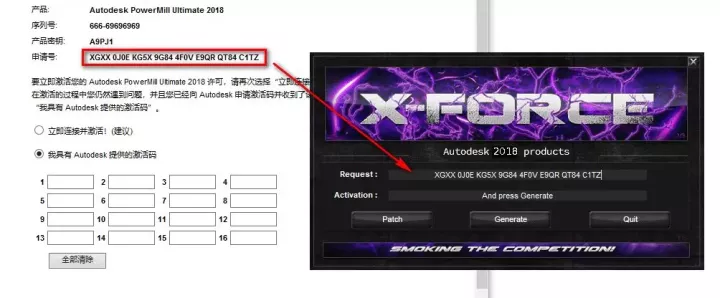 产品: Autodesk PowerMill Ultimate 2018
序列号: 666-69696969
产品密钥: A9PJ1
申请号: XGXX 0J0E KG5X 9G84 4F0V E9QR QT84 C1TZ
要立即激活您的 Autodesk PowerMill Ultimate 2018 许可，请再次选择“立即连接
在激活的过程中您仍然遇到问题，并且您已经向 Autodesk 申请激活码并收到了
“我具有 Autodesk 提供的激活码”。
立即连接并激活! (建议)
我具有 Autodesk 提供的激活码
1 2 3 4
5 6 7 8
9 10 11 12
13 14 15 16
全部清除
X-FORCE
Autodesk 2018 products
Request : XGXX 0J0E KG5X 9G84 4F0V E9QR QT84 C1TZ
Activation : And press Generate
Patch Generate Quit
SMOKING THE COMPETITION!